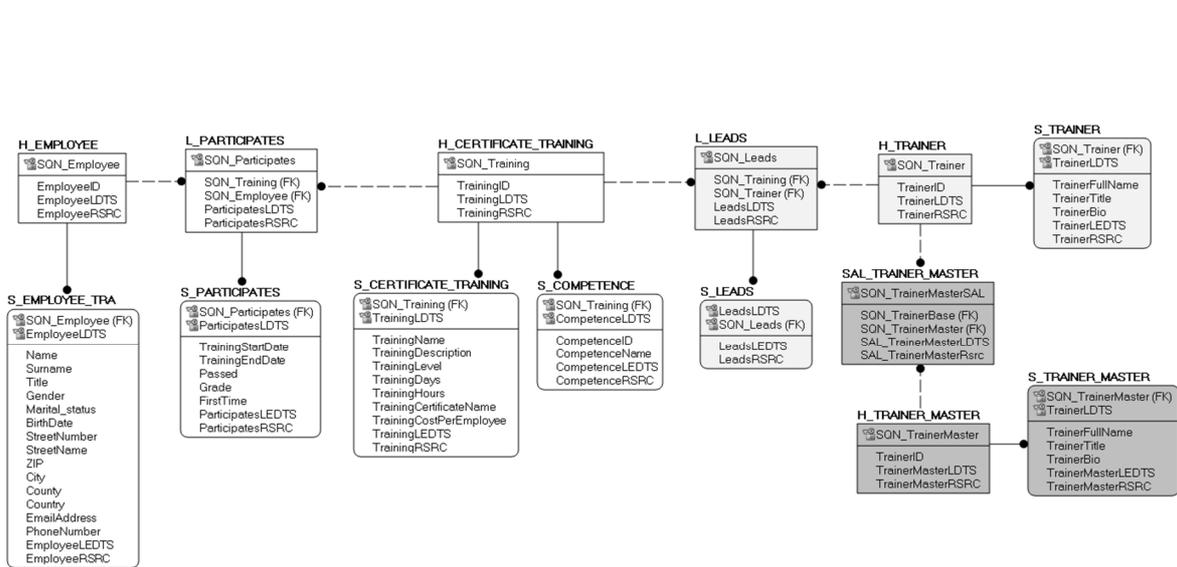 H_EMPLOYEE
SQN_Employee
EmployeeID
EmployeeLDTS
EmployeeRSRC
S_EMPLOYEE_TRA
SQN_Employee (FK)
EmployeeLDTS
Name
Surname
Title
Gender
Marital_status
BirthDate
StreetNumber
StreetName
ZIP
City
County
Country
EmailAddress
PhoneNumber
EmployeeLEDTS
EmployeeRSRC
L_PARTICIPATES
SQN_Participates
SQN_Training (FK)
SQN_Employee (FK)
ParticipatesLDTS
ParticipatesRSRC
S_PARTICIPATES
SQN_Participates (FK)
ParticipatesLDTS
TrainingStartDate
TrainingEndDate
Passed
Grade
FirstTime
ParticipatesLEDTS
ParticipatesRSRC
H_CERTIFICATE_TRAINING
SQN_Training
TrainingID
TrainingLDTS
TrainingRSRC
S_CERTIFICATE_TRAINING
SQN_Training (FK)
TrainingLDTS
TrainingName
TrainingDescription
TrainingLevel
TrainingDays
TrainingHours
TrainingCertificateName
TrainingCostPerEmployee
TrainingLEDTS
TrainingRSRC
S_COMPETENCE
SQN_Training (FK)
CompetenceLDTS
CompetenceID
CompetenceName
CompetenceLEDTS
CompetenceRSRC
L_LEADS
SQN_Leads
SQN_Training (FK)
SQN_Trainer (FK)
LeadsLDTS
LeadsRSRC
S_LEADS
LeadsLDTS
SQN_Leads (FK)
LeadsLEDTS
LeadsRSRC
H_TRAINER
SQN_Trainer
TrainerID
TrainerLDTS
TrainerRSRC
S_TRAINER
SQN_Trainer (FK)
TrainerLDTS
TrainerFullName
TrainerTitle
TrainerBio
TrainerLEDTS
TrainerRSRC
SAL_TRAINER_MASTER
SQN_TrainerMasterSAL
SQN_TrainerBase (FK)
SQN_TrainerMaster (FK)
SAL_TrainerMasterLDTS
SAL_TrainerMasterRsrc
H_TRAINER_MASTER
SQN_TrainerMaster
TrainerID
TrainerMasterLDTS
TrainerMasterRSRC
S_TRAINER_MASTER
SQN_TrainerMaster (FK)
TrainerLDTS
TrainerFullName
TrainerTitle
TrainerBio
TrainerMasterLEDTS
TrainerMasterRSRC